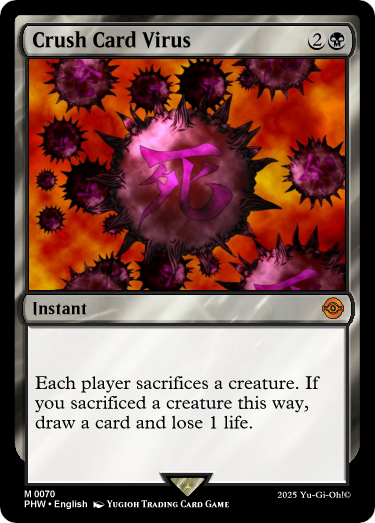 Crush Card Virus 2
死
Instant
Each player sacrifices a creature. If
you sacrificed a creature this way,
draw a card and lose 1 life.
M 0070
PHW • English Yugioh Trading Card Game
2025 Yu-Gi-Oh!©